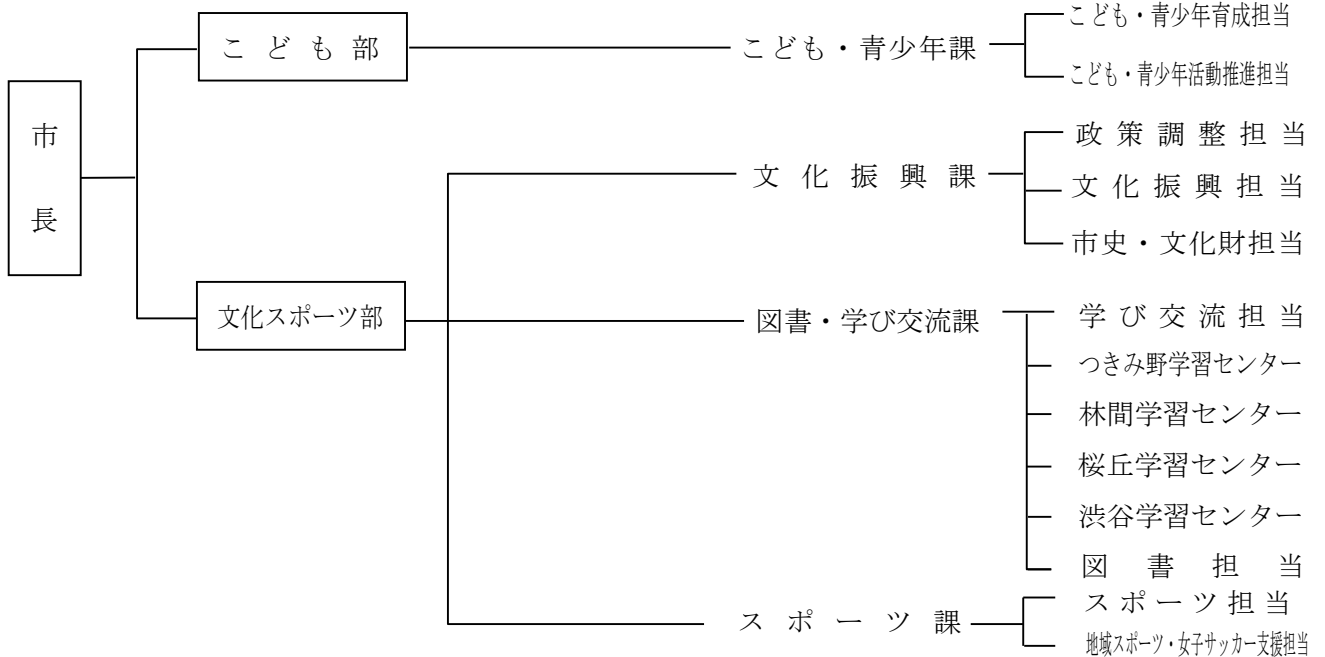 市長
こども部
こども・青少年課
こども・青少年育成担当
こども・青少年活動推進担当
文化スポーツ部
文化振興課
政策調整担当
文化振興担当
市史・文化財担当
図書・学び交流課
学び交流担当
つきみ野学習センター
林間学習センター
桜丘学習センター
渋谷学習センター
図書担当
スポーツ課
スポーツ担当
地域スポーツ・女子サッカー支援担当